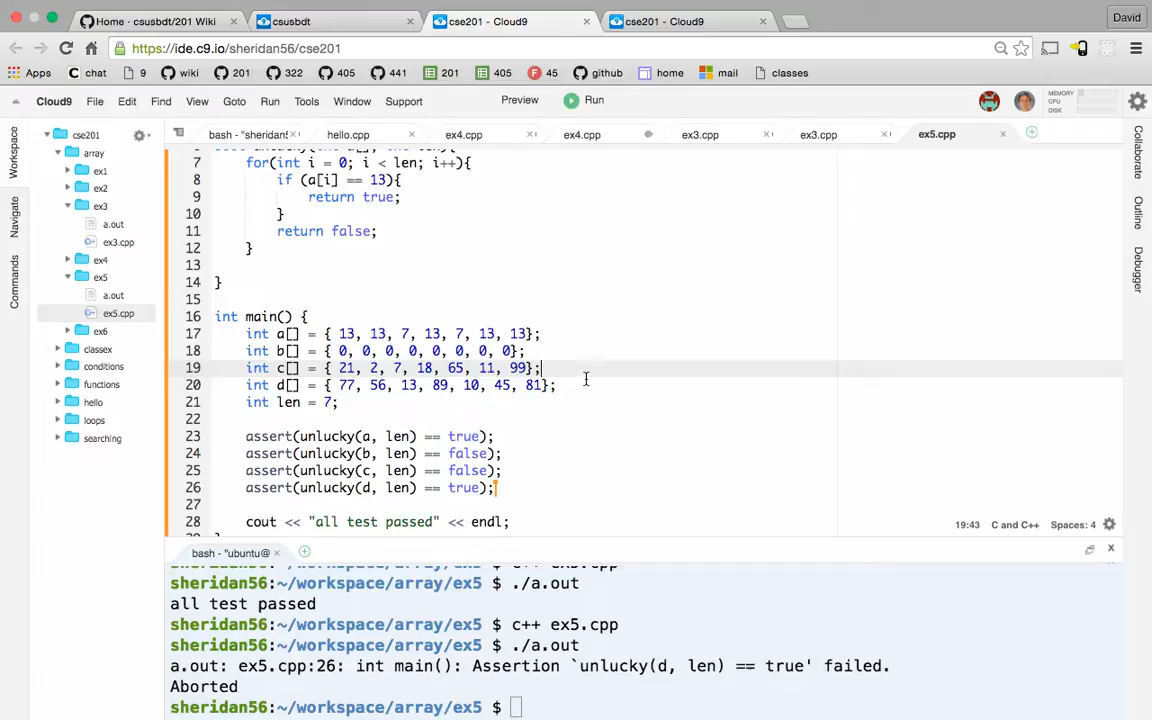 Home · csusbdt/201 Wiki
csusbdt
cse201 - Cloud9
cse201 - Cloud9
David
https://ide.c9.io/sheridan56/cse201
Apps
chat
9
wiki
201
322
405
441
201
405
45
github
home
mail
classes
Cloud9
File
Edit
Find
View
Goto
Run
Tools
Window
Support
Preview
Run
MEMORY
CPU
DISK
Workspace
Navigate
Commands
cse201
array
ex1
ex2
ex3
a.out
ex3.cpp
ex4
ex5
a.out
ex5.cpp
ex6
classex
conditions
functions
hello
loops
searching
bash - "sheridan5
hello.cpp
ex4.cpp
ex4.cpp
ex3.cpp
ex3.cpp
ex5.cpp
7 for(int i = 0; i < len; i++){
8 if (a[i] == 13){
9 return true;
10 }
11 return false;
12 }
13
14 }
15
16 int main() {
17 int a[] = { 13, 13, 7, 13, 7, 13, 13};
18 int b[] = { 0, 0, 0, 0, 0, 0, 0};
19 int c[] = { 21, 2, 7, 18, 65, 11, 99};
20 int d[] = { 77, 56, 13, 89, 10, 45, 81};
21 int len = 7;
22
23 assert(unlucky(a, len) == true);
24 assert(unlucky(b, len) == false);
25 assert(unlucky(c, len) == false);
26 assert(unlucky(d, len) == true);
27
28 cout << "all test passed" << endl;
19:43 C and C++ Spaces: 4
Collaborate
Outline
Debugger
bash - "ubuntu@
sheridan56:~/workspace/array/ex5 $ c++ ex5.cpp
sheridan56:~/workspace/array/ex5 $ ./a.out
all test passed
sheridan56:~/workspace/array/ex5 $ c++ ex5.cpp
sheridan56:~/workspace/array/ex5 $ ./a.out
a.out: ex5.cpp:26: int main(): Assertion `unlucky(d, len) == true' failed.
Aborted
sheridan56:~/workspace/array/ex5 $